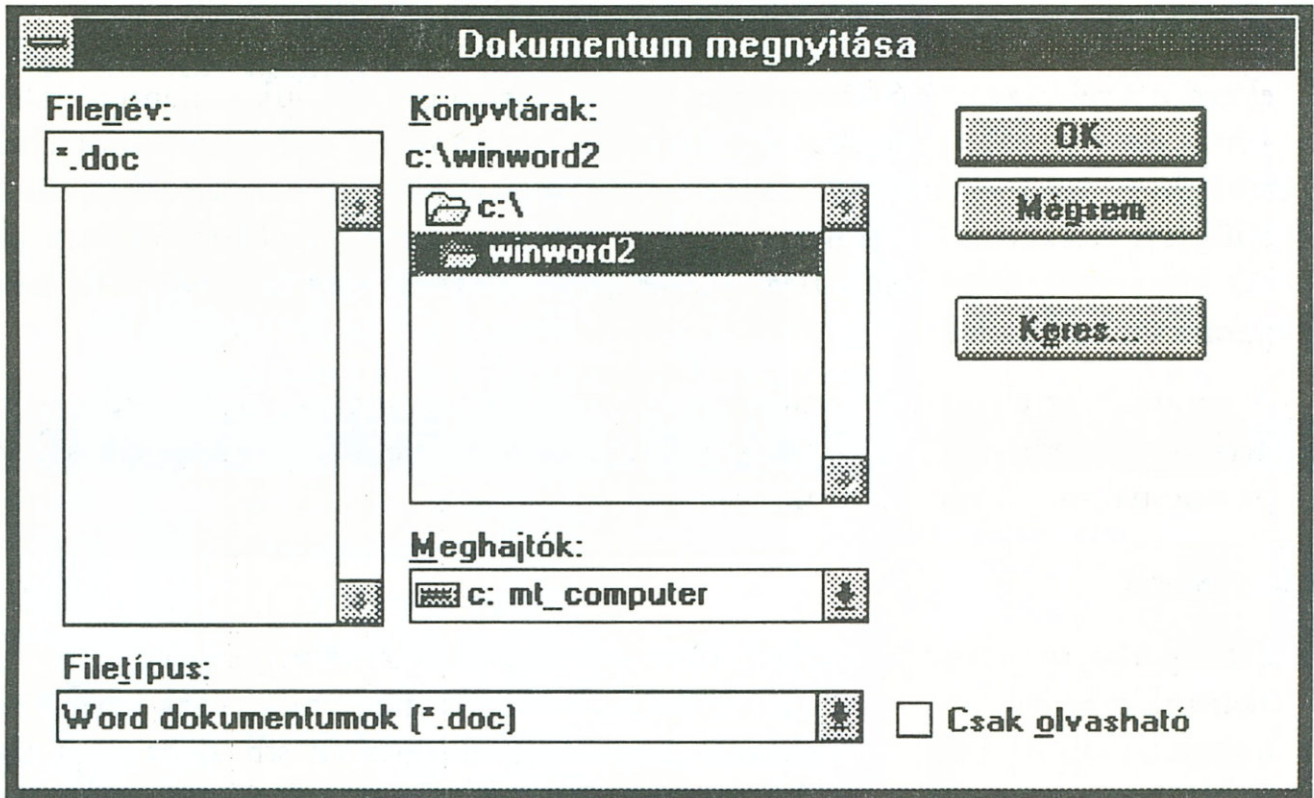 Dokumentum megnyitása
Filenév:
*.doc
Könyvtárak:
c:\winword2
c:\
winword2
Meghajtók:
c: mt_computer
Filetípus:
Word dokumentumok (*.doc)
OK
Mégsem
Keres...
Csak olvasható